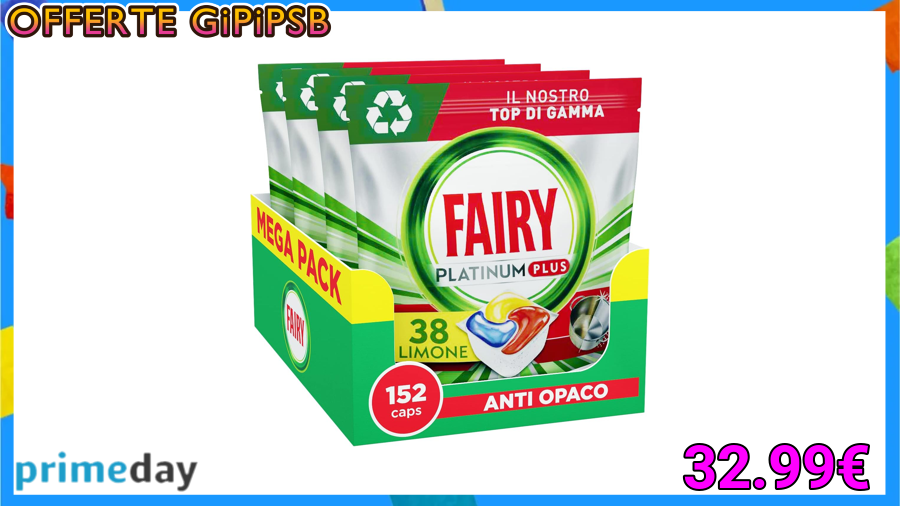 OFFERTE GiPiPSB
IL NOSTRO
TOP DI GAMMA
FAIRY
PLATINUM PLUS
MEGA PACK
FAIRY
38
LIMONE
152
caps
ANTI OPACO
primeday
32.99€